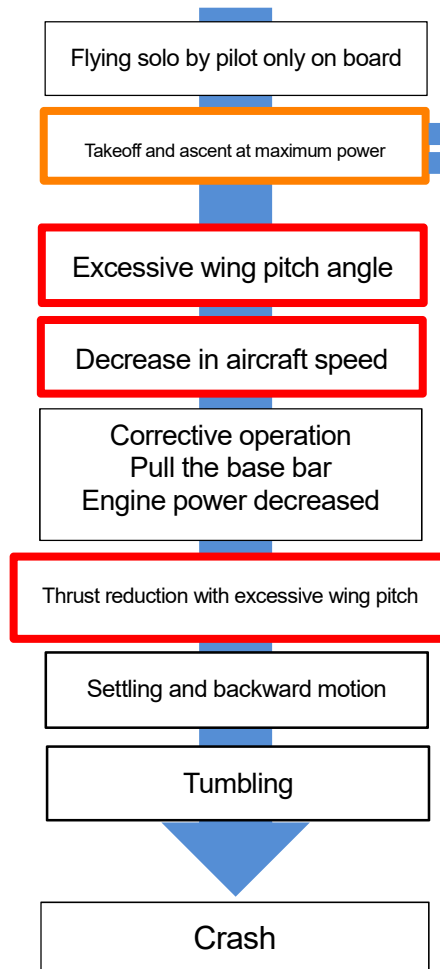 Flying solo by pilot only on board
Takeoff and ascent at maximum power
Excessive wing pitch angle
Decrease in aircraft speed
Corrective operation
Pull the base bar
Engine power decreased
Thrust reduction with excessive wing pitch
Settling and backward motion
Tumbling
Crash